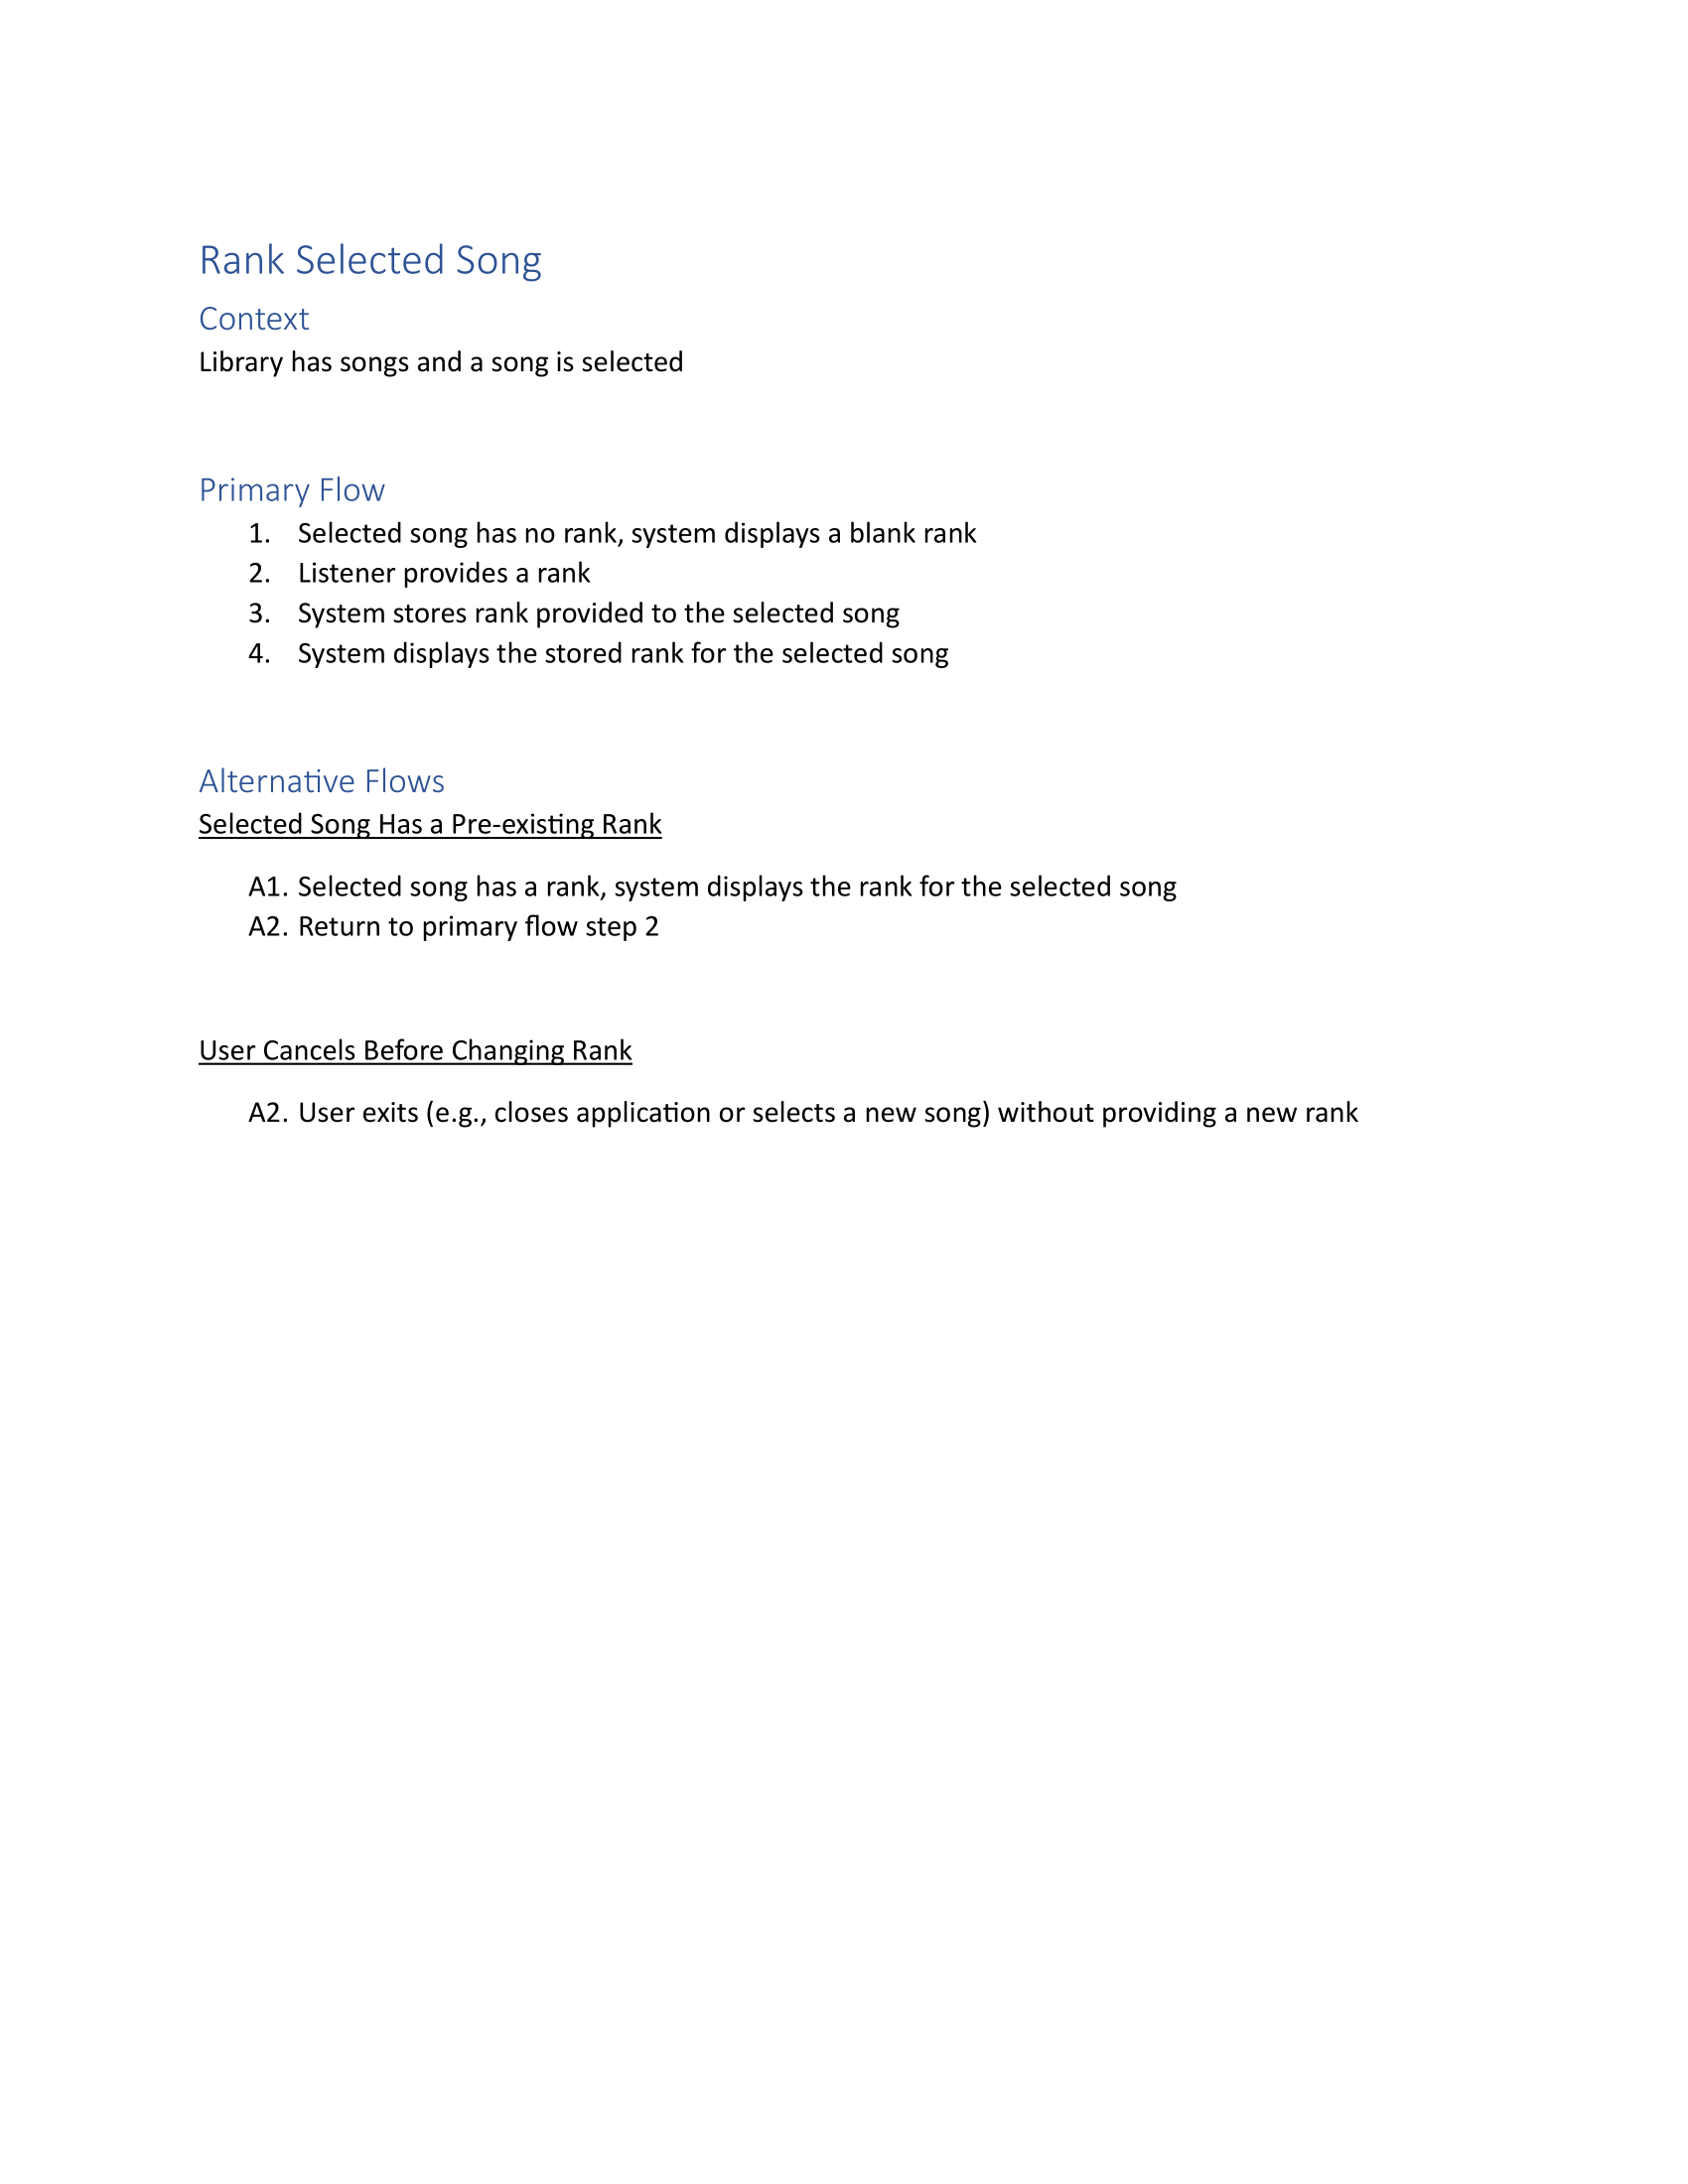 Rank Selected Song
Context
Library has songs and a song is selected
Primary Flow
1. Selected song has no rank, system displays a blank rank
2. Listener provides a rank
3. System stores rank provided to the selected song
4. System displays the stored rank for the selected song
Alternative Flows
Selected Song Has a Pre-existing Rank
A1. Selected song has a rank, system displays the rank for the selected song
A2. Return to primary flow step 2
User Cancels Before Changing Rank
A2. User exits (e.g., closes application or selects a new song) without providing a new rank